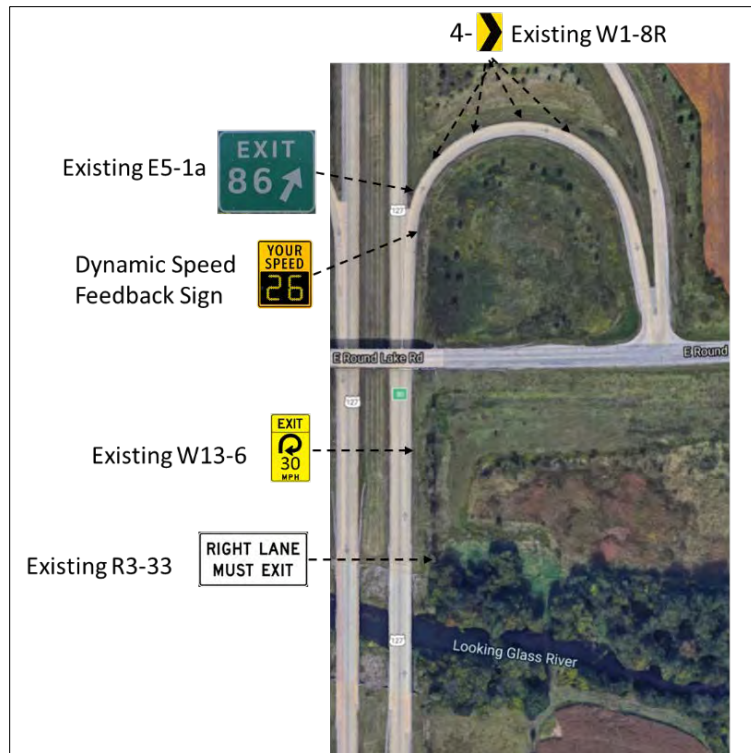 4- Existing W1-8R
EXIT
86
Existing E5-1a
127
YOUR
SPEED
26
Dynamic Speed
Feedback Sign
E Round Lake Rd
E Round
127
EXIT
30
MPH
Existing W13-6
RIGHT LANE
MUST EXIT
Existing R3-33
127
Looking Glass River